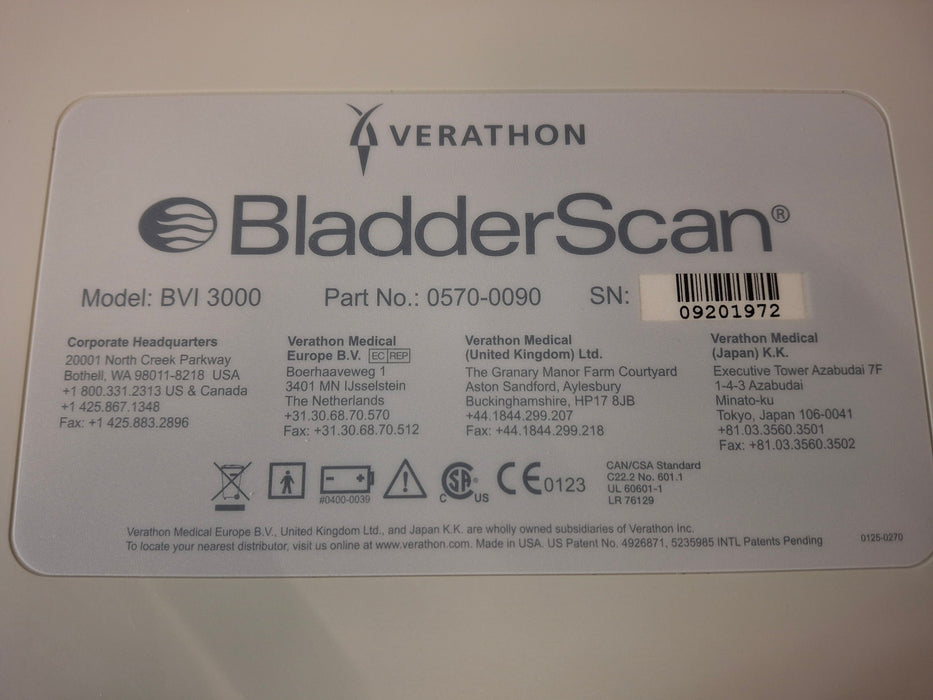 VERATHON
BladderScan®
Model: BVI 3000 Part No.: 0570-0090 SN: 09201972
Corporate Headquarters
20001 North Creek Parkway
Bothell, WA 98011-8218 USA
+1 800.331.2313 US & Canada
+1 425.867.1348
Fax: +1 425.883.2896
Verathon Medical
Europe B.V. EC REP
Boerhaaveweg 1
3401 MN IJsselstein
The Netherlands
+31.30.68.70.570
Fax: +31.30.68.70.512
Verathon Medical
(United Kingdom) Ltd.
The Granary Manor Farm Courtyard
Aston Sandford, Aylesbury
Buckinghamshire, HP17 8JB
+44.1844.299.207
Fax: +44.1844.299.218
Verathon Medical
(Japan) K.K.
Executive Tower Azabudai 7F
1-4-3 Azabudai
Minato-ku
Tokyo, Japan 106-0041
+81.03.3560.3501
Fax: +81.03.3560.3502
#0400-0039
C SA® US
CE 0123
CAN/CSA Standard
C22.2 No. 601.1
UL 60601-1
LR 76129
Verathon Medical Europe B.V., United Kingdom Ltd., and Japan K.K. are wholly owned subsidiaries of Verathon Inc.
To locate your nearest distributor, visit us online at www.verathon.com. Made in USA. US Patent No. 4926871, 5235985 INTL Patents Pending
0125-0270